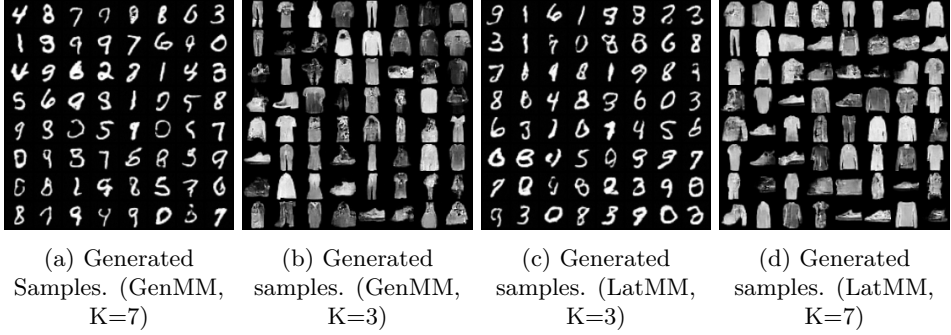 (a) Generated
Samples. (GenMM,
K=7)
(b) Generated
samples. (GenMM,
K=3)
(c) Generated
samples. (LatMM,
K=3)
(d) Generated
samples. (LatMM,
K=7)